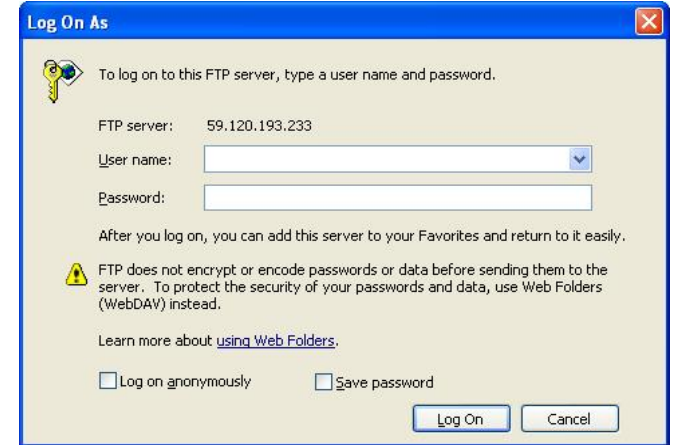 Log On As
To log on to this FTP server, type a user name and password.
FTP server: 59.120.193.233
User name:
Password:
After you log on, you can add this server to your Favorites and return to it easily.
FTP does not encrypt or encode passwords or data before sending them to the
server. To protect the security of your passwords and data, use Web Folders
(WebDAV) instead.
Learn more about using Web Folders.
Log on anonymously Save password
Log On Cancel